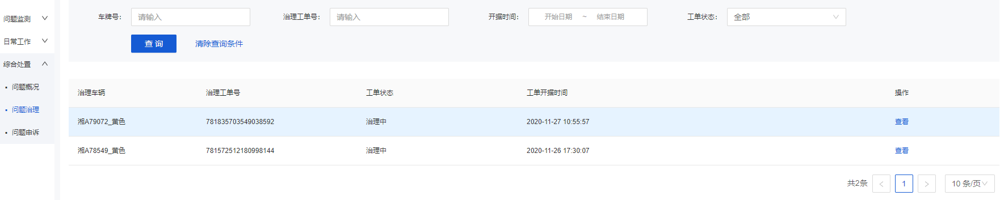 问题监测
日常工作
综合处置
问题概况
问题治理
问题申诉
车牌号： 请输入 治理工单号： 请输入 开据时间： 开始日期 ~ 结束日期 工单状态： 全部
查 询 清除查询条件
治理车辆 治理工单号 工单状态 工单开据时间 操作
湘A79072_黄色 781835703549038592 治理中 2020-11-27 10:55:57 查看
湘A78549_黄色 781572512180998144 治理中 2020-11-26 17:30:07 查看
共2条 < 1 > 10 条/页